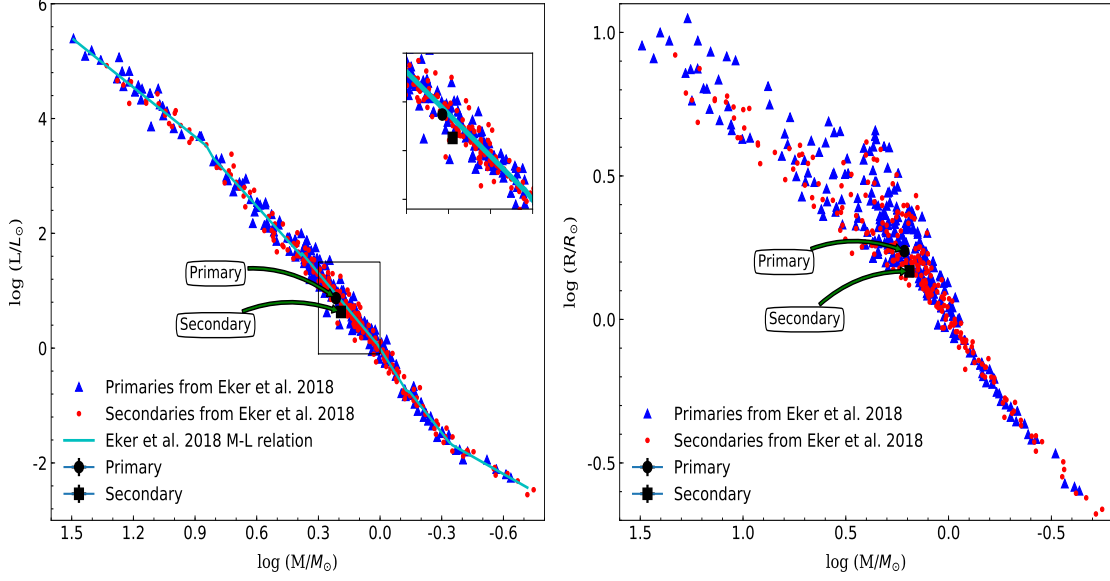 6
4
2
0
-2
log (L/L⊙)
1.5
1.2
0.9
0.6
0.3
0.0
-0.3
-0.6
log (M/M⊙)
Primary
Secondary
Primaries from Eker et al. 2018
Secondaries from Eker et al. 2018
Eker et al. 2018 M-L relation
Primary
Secondary
1.0
0.5
0.0
-0.5
log (R/R⊙)
1.5
1.0
0.5
0.0
-0.5
log (M/M⊙)
Primary
Secondary
Primaries from Eker et al. 2018
Secondaries from Eker et al. 2018
Primary
Secondary